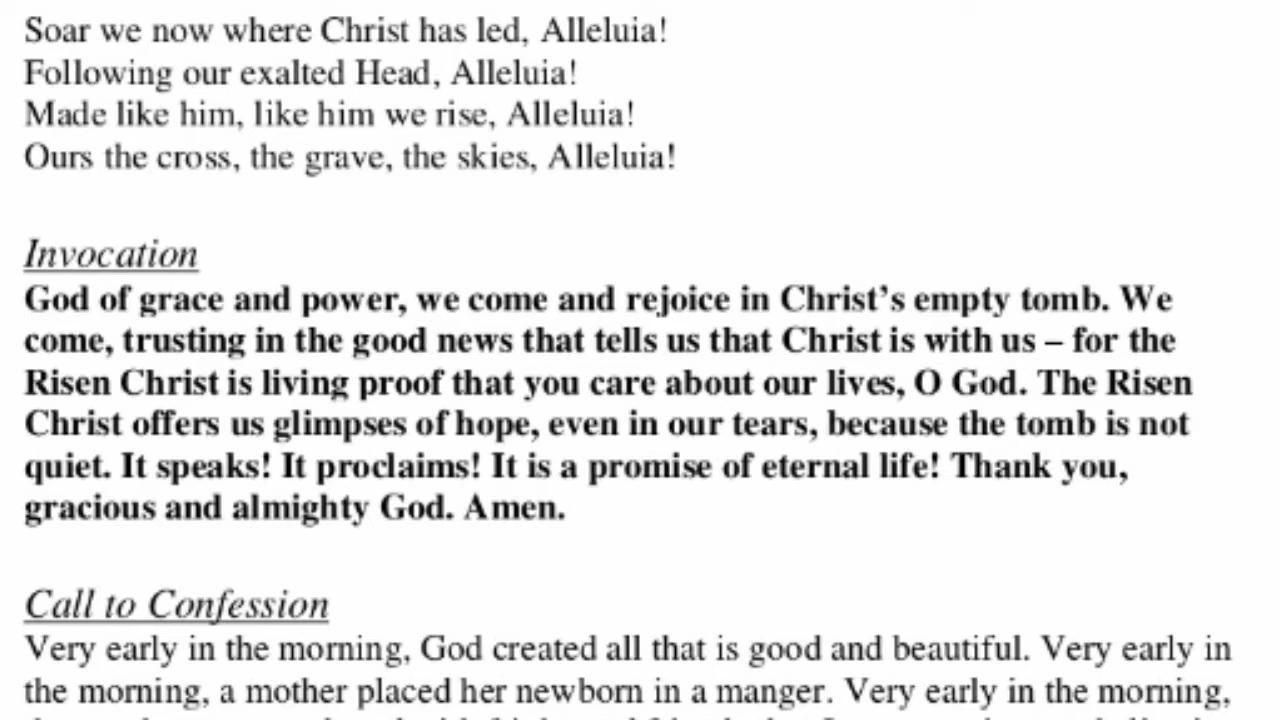 Soar we now where Christ has led, Alleluia!
Following our exalted Head, Alleluia!
Made like him, like him we rise, Alleluia!
Ours the cross, the grave, the skies, Alleluia!
Invocation
God of grace and power, we come and rejoice in Christ's empty tomb. We
come, trusting in the good news that tells us that Christ is with us – for the
Risen Christ is living proof that you care about our lives, O God. The Risen
Christ offers us glimpses of hope, even in our tears, because the tomb is not
quiet. It speaks! It proclaims! It is a promise of eternal life! Thank you,
gracious and almighty God. Amen.
Call to Confession
Very early in the morning, God created all that is good and beautiful. Very early in
the morning, a mother placed her newborn in a manger. Very early in the morning,